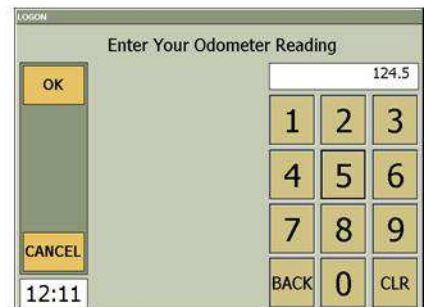 LOGON
Enter Your Odometer Reading
OK
124.5
1 2 3
4 5 6
7 8 9
CANCEL
BACK 0 CLR
12:11